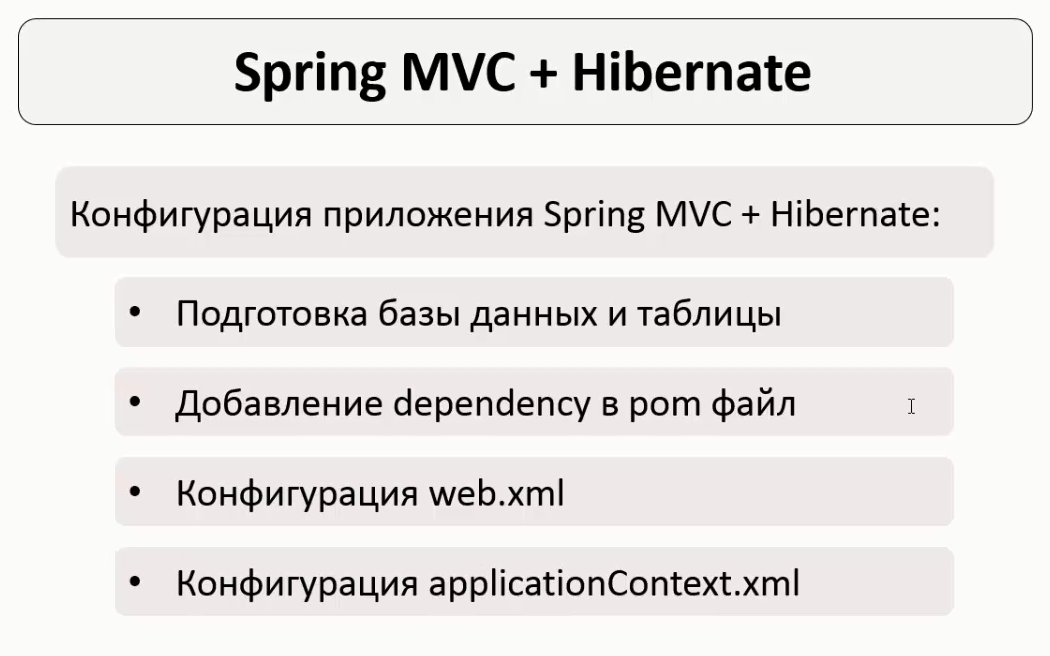 Spring MVC + Hibernate
Конфигурация приложения Spring MVC + Hibernate:
• Подготовка базы данных и таблицы
• Добавление dependency в pom файл
• Конфигурация web.xml
• Конфигурация applicationContext.xml